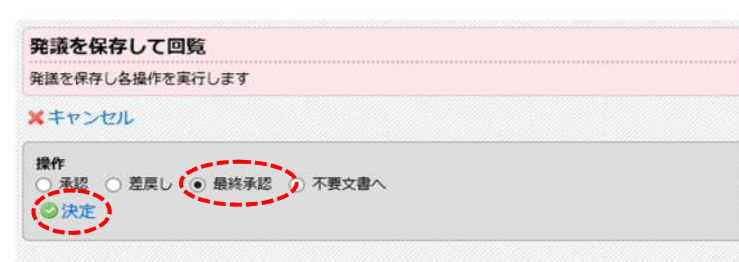 発議を保存して回覧
発議を保存し各操作を実行します
キャンセル
操作
承認 差戻し 最終承認 不要文書へ
決定